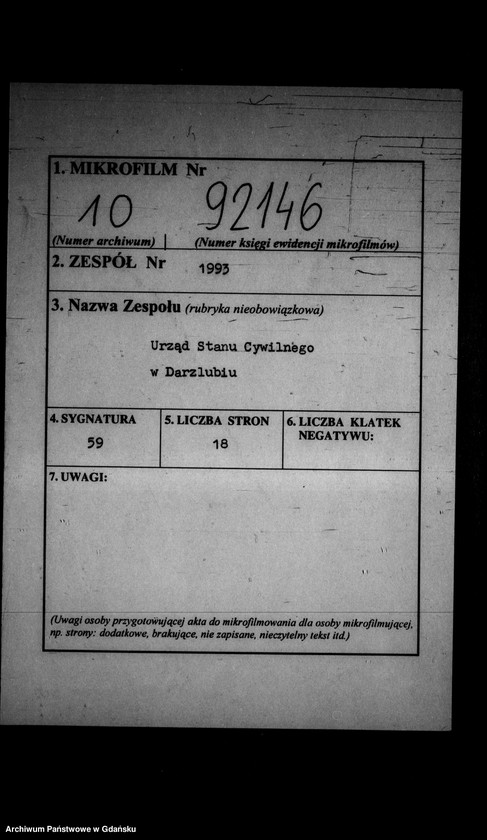 1. MIKROFILM Nr
10 92146
(Numer archiwum) (Numer księgi ewidencji mikrofilmów)
2. ZESPÓŁ Nr 1993
3. Nazwa Zespołu (rubryka nieobowiązkowa)
Urząd Stanu Cywilnego
w Darzlubiu
4. SYGNATURA 5. LICZBA STRON 6. LICZBA KLATEK
NEGATYWU:
59 18
7. UWAGI:
(Uwagi osoby przygotowującej akta do mikrofilmowania dla osoby mikrofilmującej,
np. strony: dodatkowe, brakujące, nie zapisane, nieczytelny tekst itd.)
Archiwum Państwowe w Gdańsku